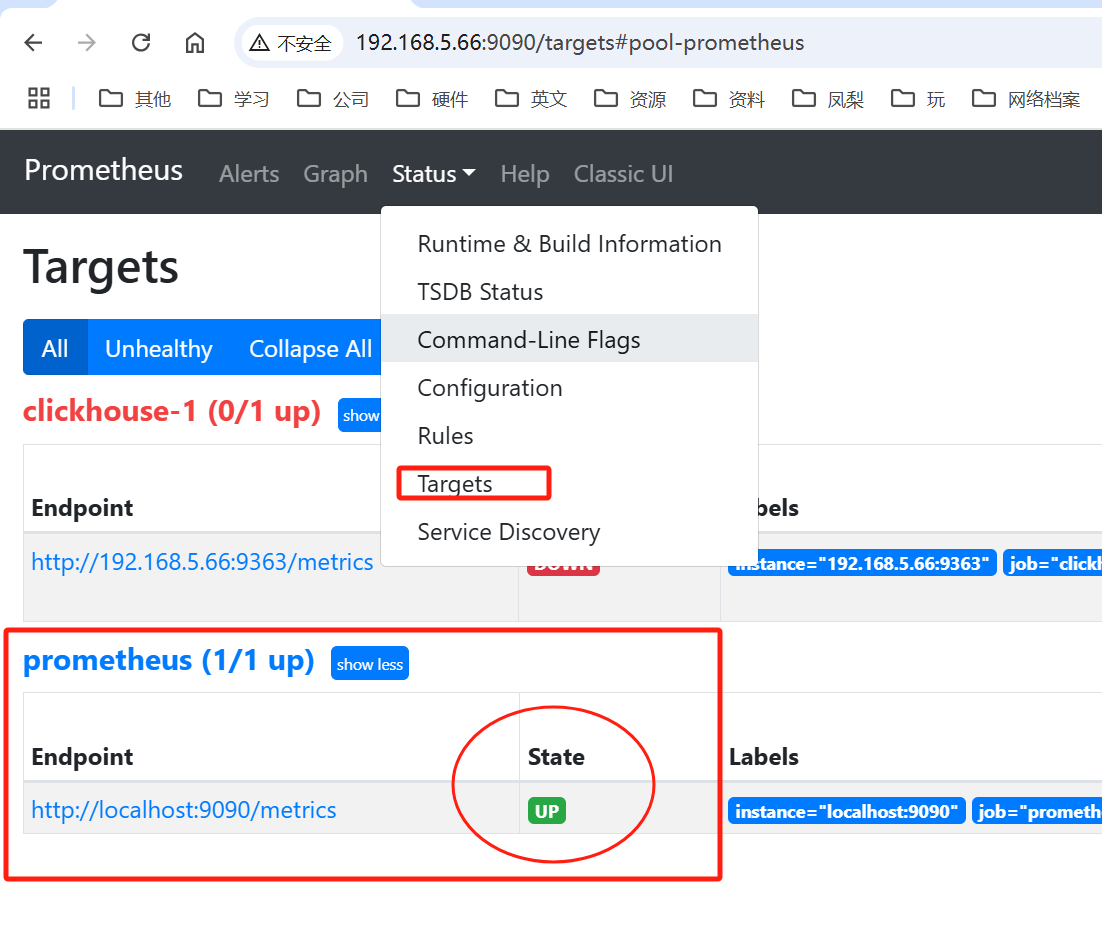 不安全 192.168.5.66:9090/targets#pool-prometheus
其他 学习 公司 硬件 英文 资源 资料 凤梨 玩 网络档案
Prometheus Alerts Graph Status Help Classic UI
Runtime & Build Information
TSDB Status
Command-Line Flags
Configuration
Rules
Targets
Service Discovery
Targets
All Unhealthy Collapse All
clickhouse-1 (0/1 up) show
Endpoint bels
http://192.168.5.66:9363/metrics DOWN instance="192.168.5.66:9363" job="clickh
prometheus (1/1 up) show less
Endpoint State Labels
http://localhost:9090/metrics UP instance="localhost:9090" job="prometh